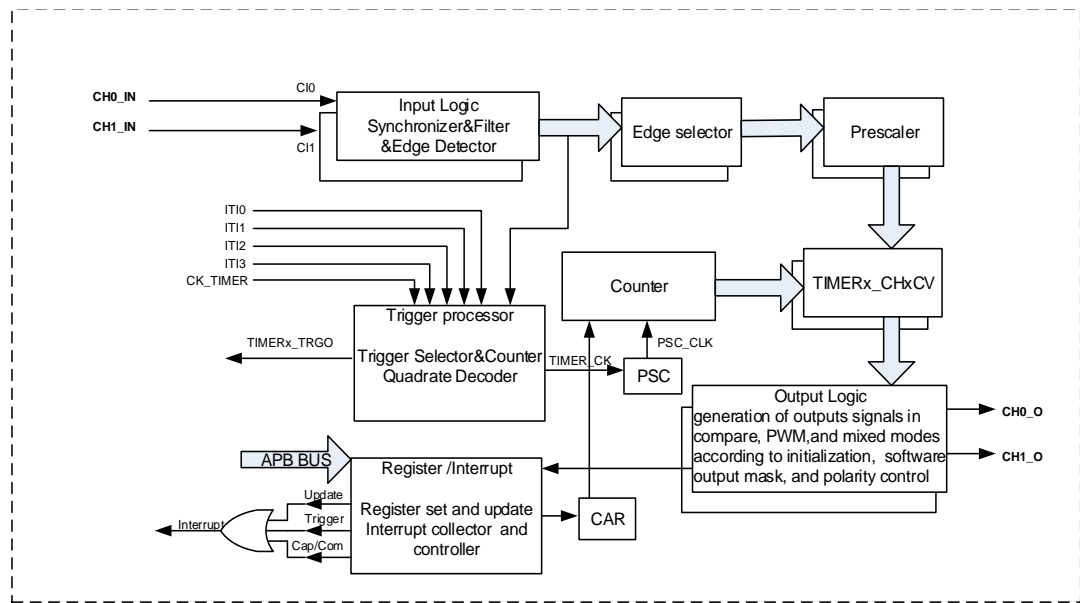 CH0_IN
CI0
CH1_IN
CI1
Input Logic
Synchronizer&Filter
&Edge Detector
Edge selector
Prescaler
ITI0
ITI1
ITI2
ITI3
CK_TIMER
Counter
TIMERx_CHxCV
Trigger processor
Trigger Selector&Counter
Quadrate Decoder
TIMERx_TRGO
TIMER_CK
PSC_CLK
PSC
Output Logic
generation of outputs signals in
compare, PWM,and mixed modes
according to initialization, software
output mask, and polarity control
CH0_O
CH1_O
APB BUS
Register /Interrupt
Register set and update
Interrupt collector and
controller
Update
Trigger
Cap/Com
Interrupt
CAR